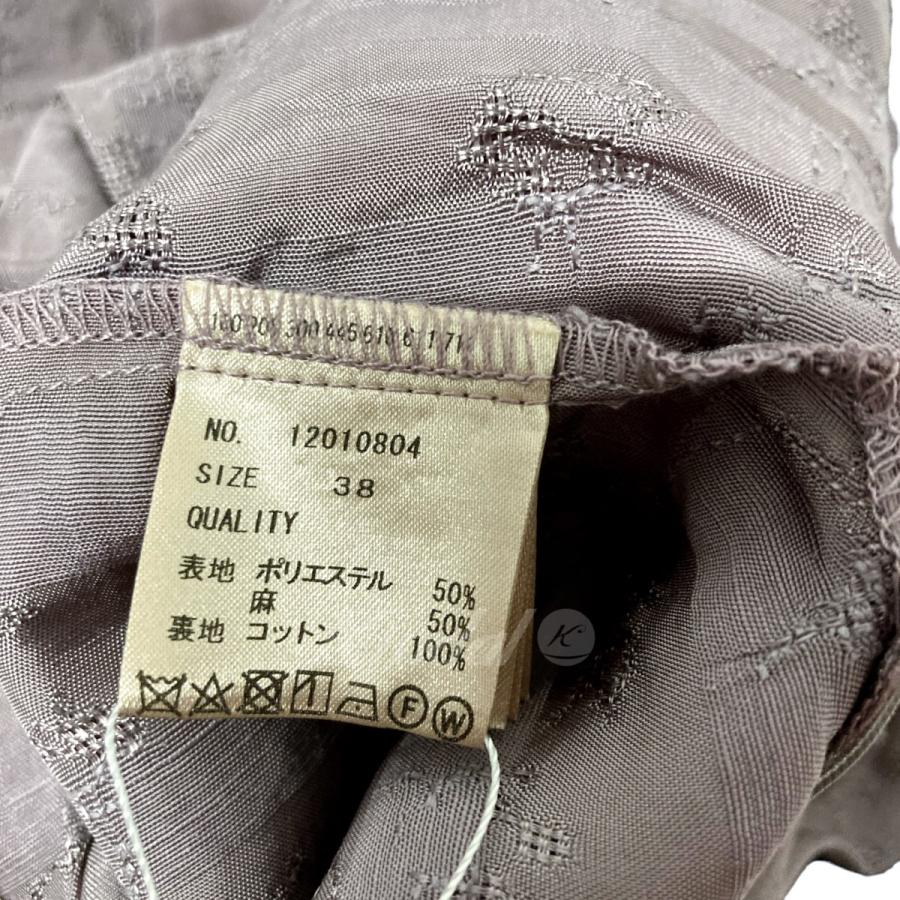 NO. 12010804
SIZE 38
QUALITY
表地 ポリエステル 50%
麻 50%
裏地 コットン 100%
F W
K